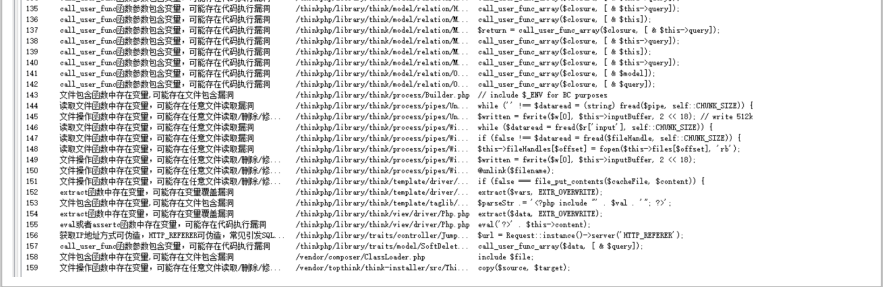 135 call_user_func函数参数包含变量，可能存在代码执行漏洞 /thinkphp/library/think/model/relation/H... call_user_func_array($closure, [ & $this->query]);
136 call_user_func函数参数包含变量，可能存在代码执行漏洞 /thinkphp/library/think/model/relation/M... call_user_func_array($closure, [ & $this]);
137 call_user_func函数参数包含变量，可能存在代码执行漏洞 /thinkphp/library/think/model/relation/M... $return = call_user_func_array($closure, [ & $this->query]);
138 call_user_func函数参数包含变量，可能存在代码执行漏洞 /thinkphp/library/think/model/relation/M... call_user_func_array($closure, [ & $this->query]);
139 call_user_func函数参数包含变量，可能存在代码执行漏洞 /thinkphp/library/think/model/relation/M... call_user_func_array($closure, [ & $this]);
140 call_user_func函数参数包含变量，可能存在代码执行漏洞 /thinkphp/library/think/model/relation/M... call_user_func_array($closure, [ & $this->query]);
141 call_user_func函数参数包含变量，可能存在代码执行漏洞 /thinkphp/library/think/model/relation/O... call_user_func_array($closure, [ & $model]);
142 call_user_func函数参数包含变量，可能存在代码执行漏洞 /thinkphp/library/think/model/relation/O... call_user_func_array($closure, [ & $query]);
143 文件包含函数中存在变量,可能存在文件包含漏洞 /thinkphp/library/think/process/Builder.php // include $_ENV for BC purposes
144 读取文件函数中存在变量，可能存在任意文件读取漏洞 /thinkphp/library/think/process/pipes/Un... while ('' !== $dataread = (string) fread($pipe, self::CHUNK_SIZE)) {
145 文件操作函数中存在变量，可能存在任意文件读取/删除/修... /thinkphp/library/think/process/pipes/Un... $written = fwrite($w[0], $this->inputBuffer, 2 << 18); // write 512k
146 读取文件函数中存在变量，可能存在任意文件读取漏洞 /thinkphp/library/think/process/pipes/Wi... while ($dataread = fread($r['input'], self::CHUNK_SIZE)) {
147 读取文件函数中存在变量，可能存在任意文件读取漏洞 /thinkphp/library/think/process/pipes/Wi... if (false !== $dataread = fread($fileHandle, self::CHUNK_SIZE)) {
148 读取文件函数中存在变量，可能存在任意文件读取漏洞 /thinkphp/library/think/process/pipes/Wi... $this->fileHandles[$offset] = fopen($this->files[$offset], 'rb');
149 文件操作函数中存在变量，可能存在任意文件读取/删除/修... /thinkphp/library/think/process/pipes/Wi... $written = fwrite($w[0], $this->inputBuffer, 2 << 18);
150 文件操作函数中存在变量，可能存在任意文件读取/删除/修... /thinkphp/library/think/process/pipes/Wi... @unlink($filename);
151 文件操作函数中存在变量，可能存在任意文件读取/删除/修... /thinkphp/library/think/template/driver/... if (false === file_put_contents($cacheFile, $content)) {
152 extract函数中存在变量，可能存在变量覆盖漏洞 /thinkphp/library/think/template/driver/... extract($vars, EXTR_OVERWRITE);
153 文件包含函数中存在变量,可能存在文件包含漏洞 /thinkphp/library/think/template/taglib/... $parseStr .= '<?php include "' . $val . '"; ?>';
154 extract函数中存在变量，可能存在变量覆盖漏洞 /thinkphp/library/think/view/driver/Php.php extract($data, EXTR_OVERWRITE);
155 eval或者assertc函数中存在变量，可能存在代码执行漏洞 /thinkphp/library/think/view/driver/Php.php eval('?>' . $this->content);
156 获取IP地址方式可伪造，HTTP_REFERER可伪造，常见引发SQL... /thinkphp/library/traits/controller/Jump... $url = Request::instance()->server('HTTP_REFERER');
157 call_user_func函数参数包含变量，可能存在代码执行漏洞 /thinkphp/library/traits/model/SoftDelet... call_user_func_array($data, [ & $query]);
158 文件包含函数中存在变量,可能存在文件包含漏洞 /vendor/composer/ClassLoader.php include $file;
159 文件操作函数中存在变量，可能存在任意文件读取/删除/修... /vendor/topthink/think-installer/src/Thi... copy($source, $target);